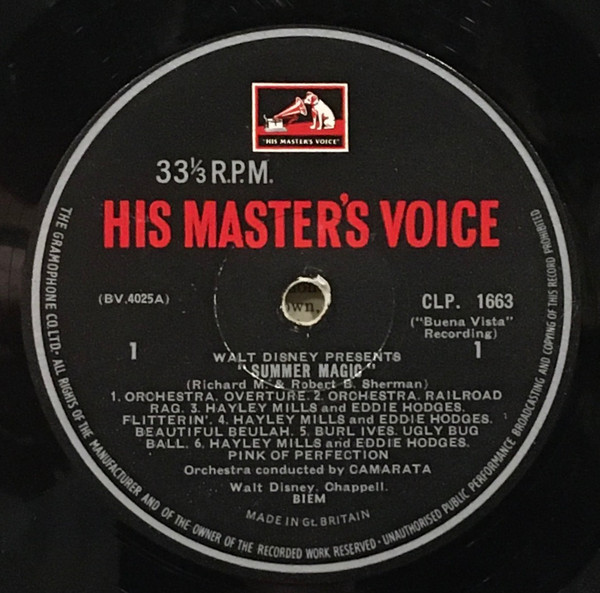 "HIS MASTER'S VOICE"
33⅓ R.P.M.
HIS MASTER'S VOICE
(BV.4025A)
CLP. 1663
("Buena Vista"
Recording)
1
1
WALT DISNEY PRESENTS
"SUMMER MAGIC"
(Richard M. & Robert B. Sherman)
1. ORCHESTRA. OVERTURE. 2. ORCHESTRA. RAILROAD
RAG. 3. HAYLEY MILLS and EDDIE HODGES.
FLITTERIN'. 4. HAYLEY MILLS and EDDIE HODGES.
BEAUTIFUL BEULAH. 5. BURL IVES. UGLY BUG
BALL. 6. HAYLEY MILLS and EDDIE HODGES.
PINK OF PERFECTION
Orchestra conducted by CAMARATA
Walt Disney. Chappell.
BIEM
MADE IN Gt. BRITAIN
THE GRAMOPHONE CO. LTD. · ALL RIGHTS OF THE MANUFACTURER AND OF THE OWNER OF THE RECORDED WORK RESERVED · UNAUTHORISED PUBLIC PERFORMANCE BROADCASTING AND COPYING OF THIS RECORD PROHIBITED